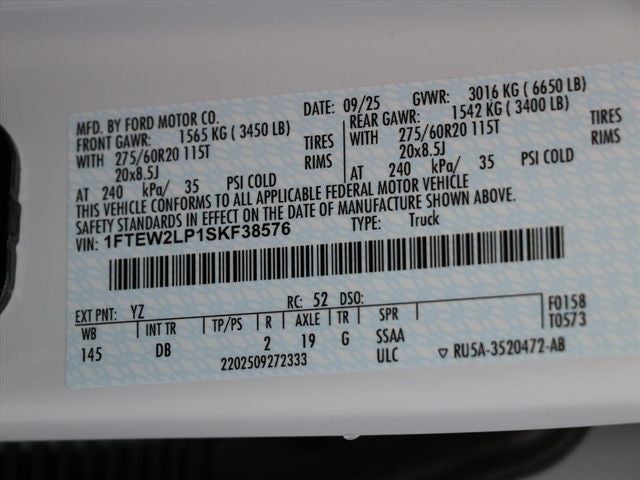 MFD. BY FORD MOTOR CO. DATE: 09/25 GVWR: 3016 KG ( 6650 LB)
FRONT GAWR: 1565 KG ( 3450 LB) REAR GAWR: 1542 KG ( 3400 LB)
WITH 275/60R20 115T TIRES WITH 275/60R20 115T TIRES
20x8.5J RIMS 20x8.5J RIMS
AT 240 kPa/ 35 PSI COLD AT 240 kPa/ 35 PSI COLD
THIS VEHICLE CONFORMS TO ALL APPLICABLE FEDERAL MOTOR VEHICLE
SAFETY STANDARDS IN EFFECT ON THE DATE OF MANUFACTURE SHOWN ABOVE.
VIN: 1FTEW2LP1SKF38576 TYPE: Truck
EXT PNT: YZ RC: 52 DSO: F0158
WB INT TR TP/PS R AXLE TR SPR T0573
145 DB 2 19 G SSAA
ULC
2202509272333 RU5A-3520472-AB